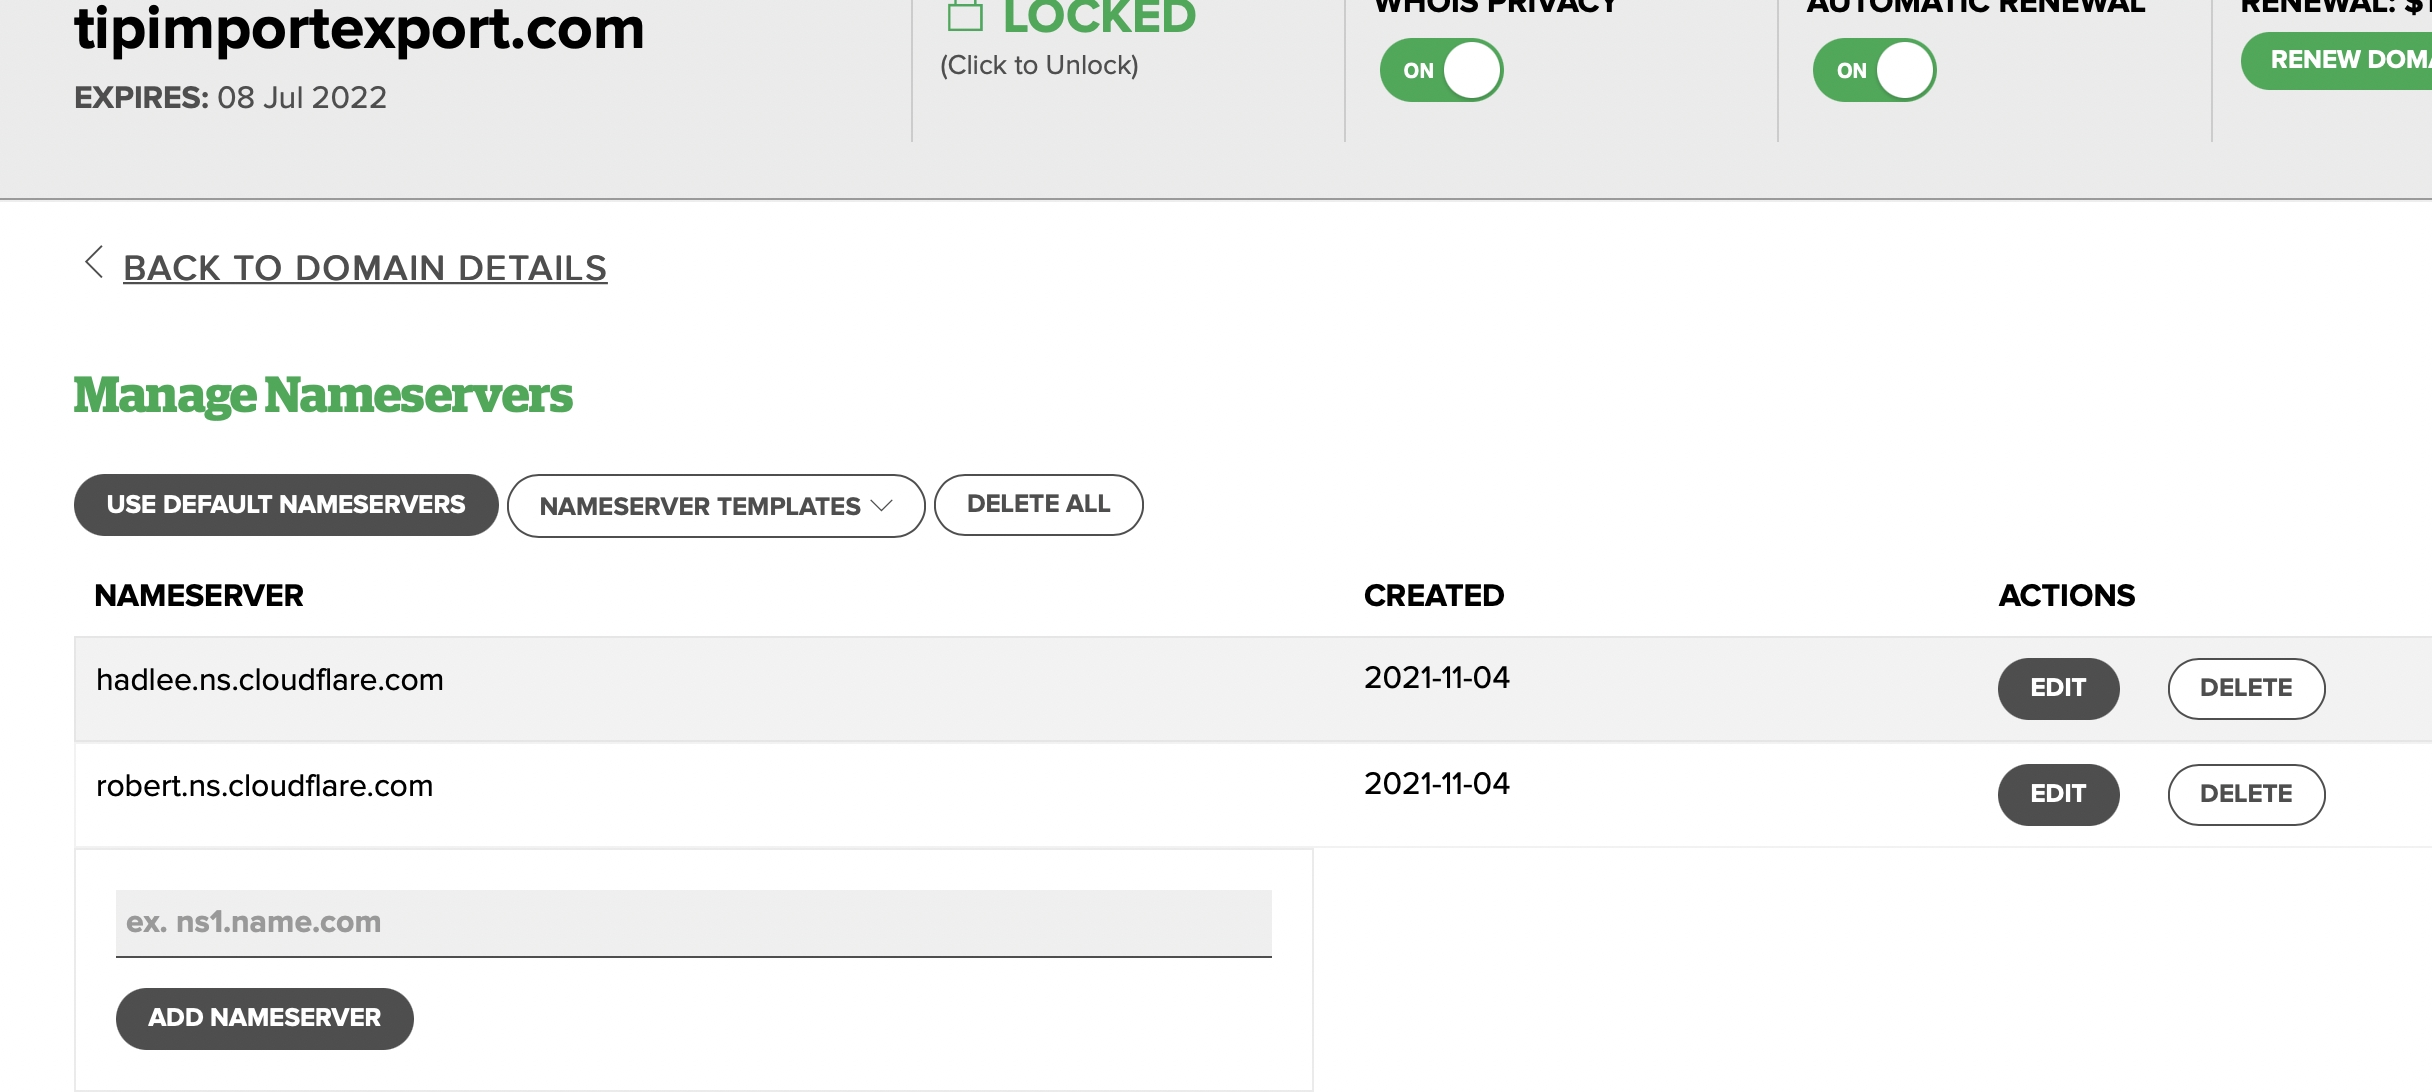 tipimportexport.com
EXPIRES: 08 Jul 2022
LOCKED
(Click to Unlock)
WHOIS PRIVACY
ON
AUTOMATIC RENEWAL
ON
RENEWAL: $1
RENEW DOMA
BACK TO DOMAIN DETAILS
Manage Nameservers
USE DEFAULT NAMESERVERS
NAMESERVER TEMPLATES
DELETE ALL
NAMESERVER CREATED ACTIONS
hadlee.ns.cloudflare.com 2021-11-04 EDIT DELETE
robert.ns.cloudflare.com 2021-11-04 EDIT DELETE
ex. ns1.name.com
ADD NAMESERVER